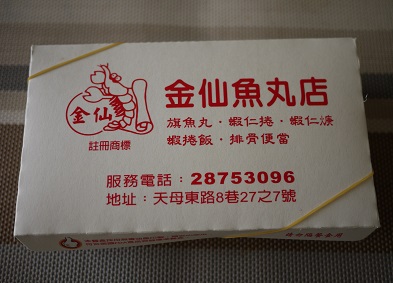 金仙魚丸店
旗魚丸・蝦仁捲・蝦仁羹
蝦捲飯・排骨便當
金仙
註冊商標
服務電話：28753096
地址：天母東路8巷27之7號